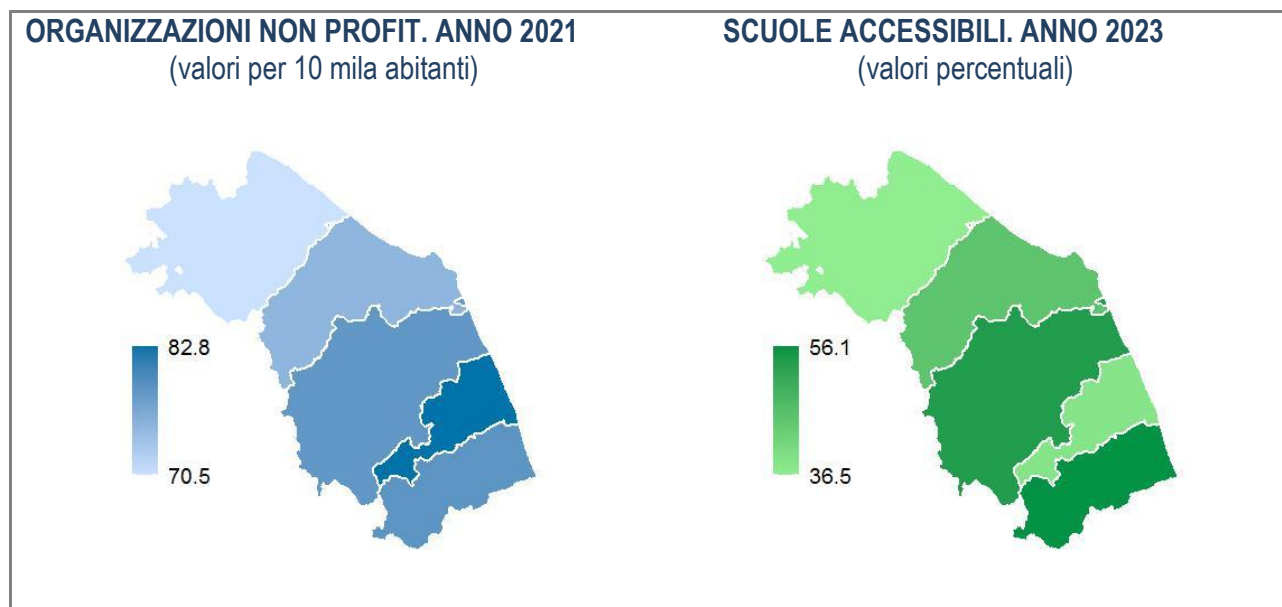 ORGANIZZAZIONI NON PROFIT. ANNO 2021
(valori per 10 mila abitanti)
82.8
70.5
SCUOLE ACCESSIBILI. ANNO 2023
(valori percentuali)
56.1
36.5